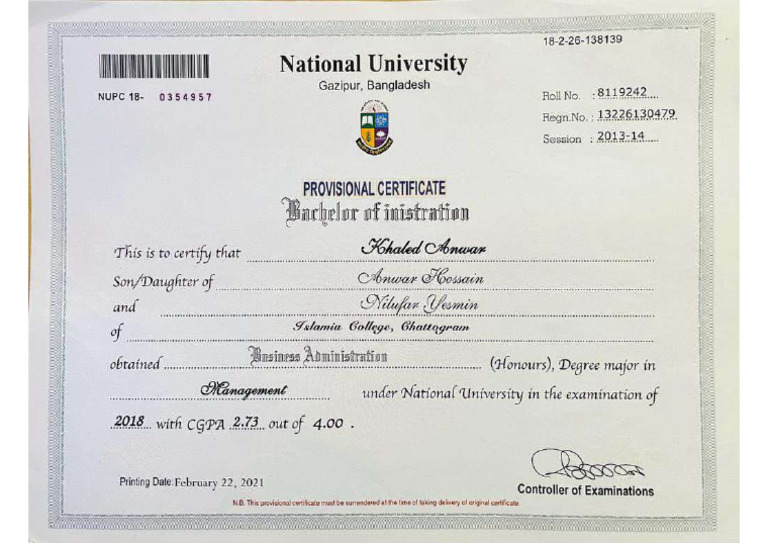 18-2-26-138139
National University
Gazipur, Bangladesh
NUPC 18- 0354957
Roll No. : 8119242
Regn.No. : 13226130479
Session : 2013-14
PROVISIONAL CERTIFICATE
Bachelor of inistration
This is to certify that Khaled Anwar
Son/Daughter of Anwar Hossain
and Nilufar Yesmin
of Islamia College, Chattogram
obtained Business Administration (Honours), Degree major in
Management under National University in the examination of
2018 with CGPA 2.73 out of 4.00 .
Printing Date: February 22, 2021
Controller of Examinations
N.B. This provisional certificate must be surrendered at the time of taking delivery of original certificate.